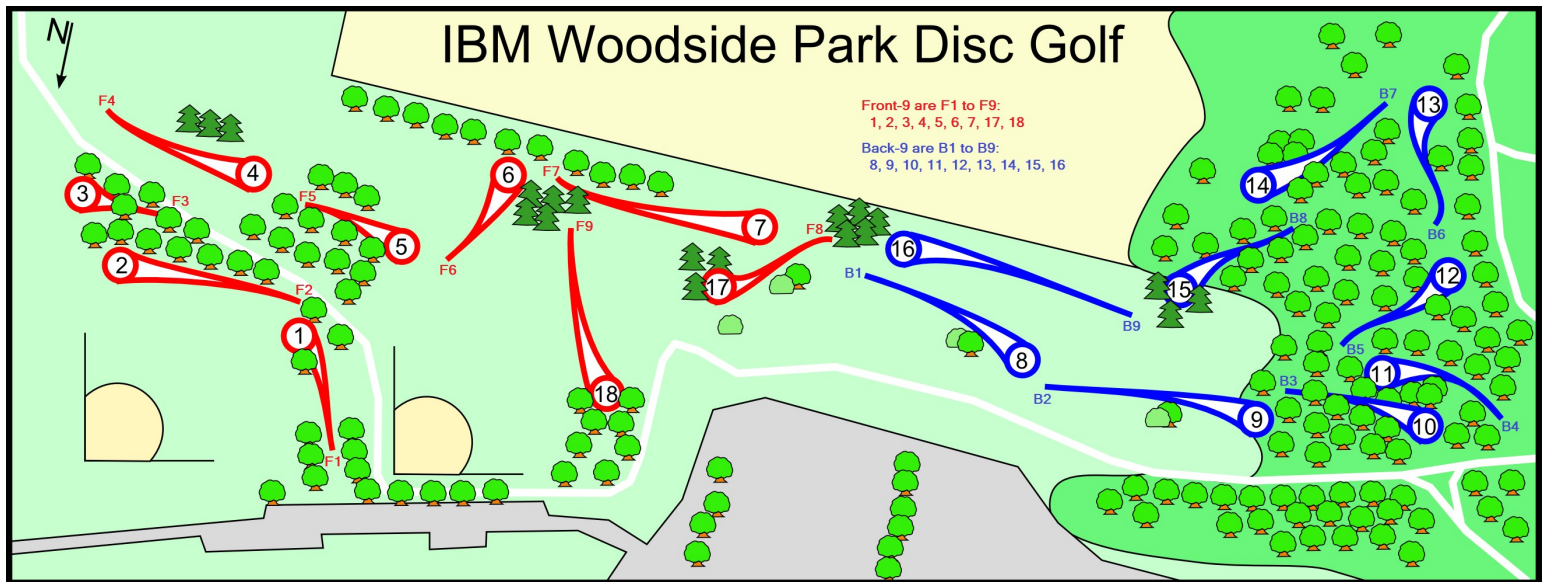 IBM Woodside Park Disc Golf
N
Front-9 are F1 to F9:
1, 2, 3, 4, 5, 6, 7, 17, 18
Back-9 are B1 to B9:
8, 9, 10, 11, 12, 13, 14, 15, 16
F4
4
3
F3
F5
5
2
F2
1
F1
6
F7
F6
F9
7
F8
17
18
16
B1
B9
8
B2
9
B7
13
14
B8
B6
15
12
B5
B3
11
10
B4